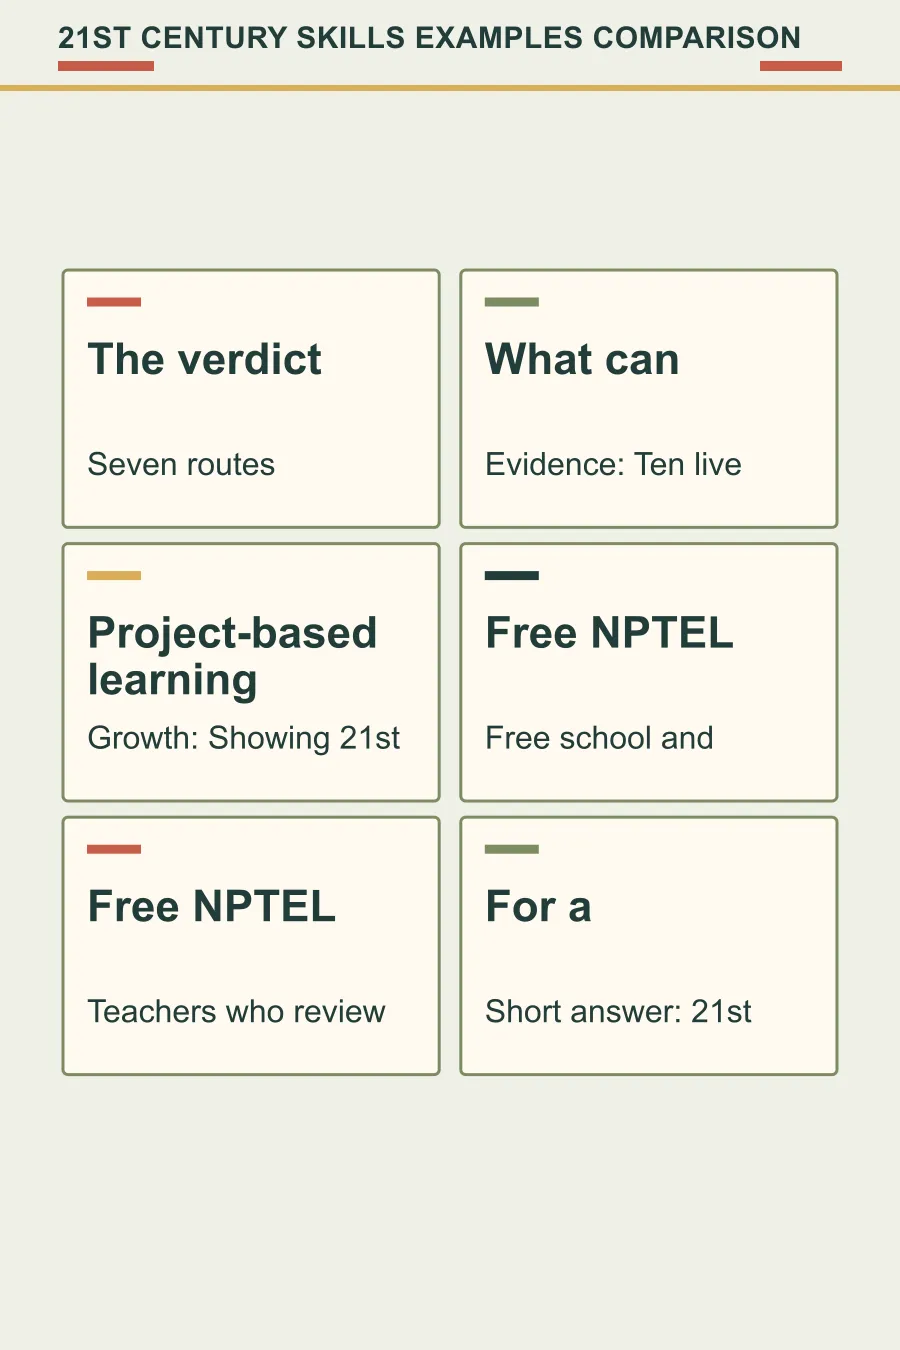 21ST CENTURY SKILLS EXAMPLES COMPARISON
The verdict
Seven routes
What can
Evidence: Ten live
Project-based
learning
Growth: Showing 21st
Free NPTEL
Free school and
Free NPTEL
Teachers who review
For a
Short answer: 21st